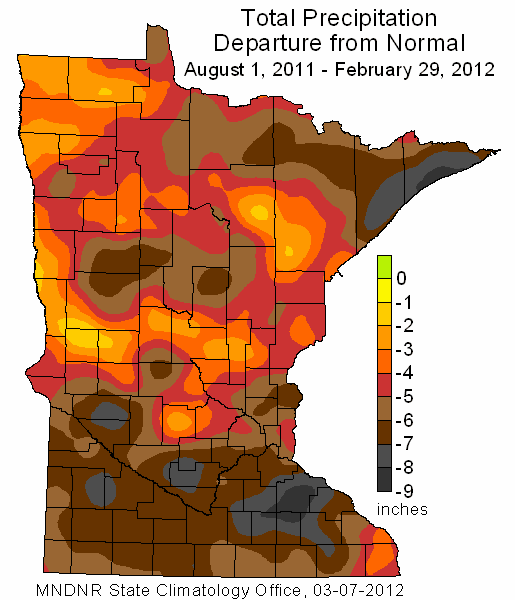 Total Precipitation
Departure from Normal
August 1, 2011 - February 29, 2012
0
-1
-2
-3
-4
-5
-6
-7
-8
-9
inches
MNDNR State Climatology Office, 03-07-2012